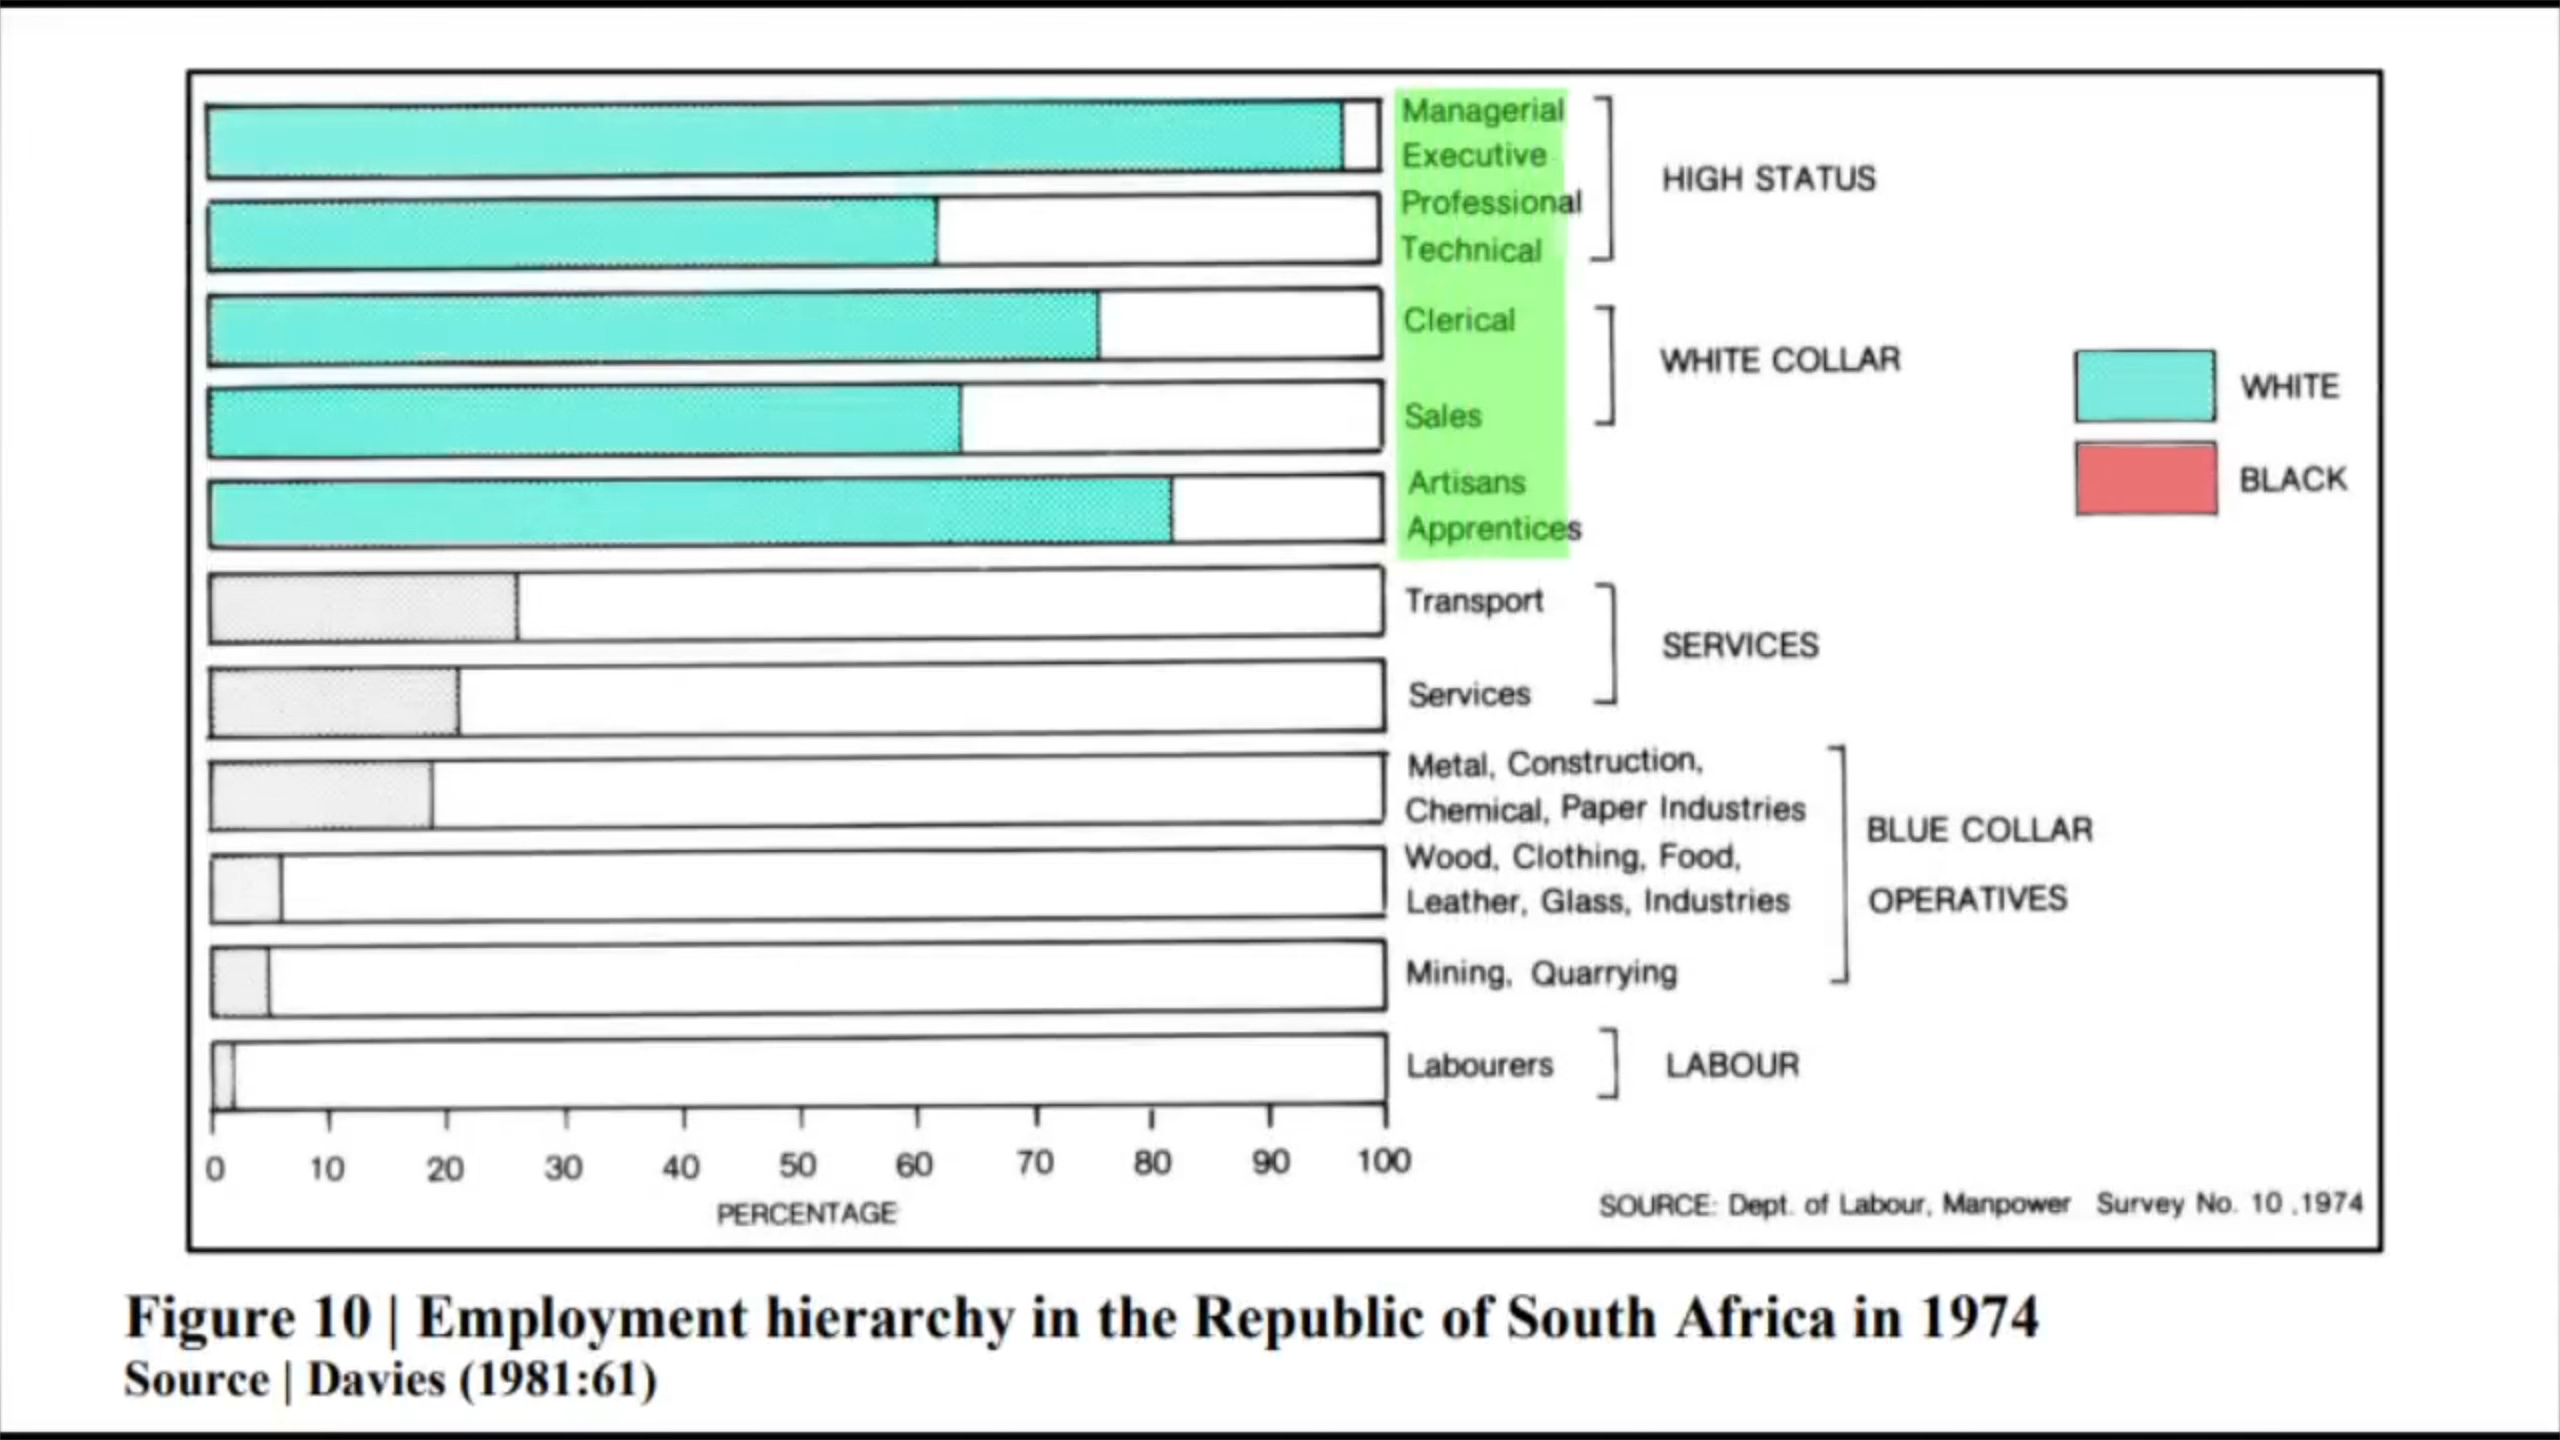 Managerial
Executive
HIGH STATUS
Professional
Technical
Clerical
WHITE COLLAR
Sales
WHITE
BLACK
Artisans
Apprentices
Transport
SERVICES
Services
Metal, Construction,
Chemical, Paper Industries
BLUE COLLAR
Wood, Clothing, Food,
Leather, Glass, Industries
OPERATIVES
Mining, Quarrying
Labourers
LABOUR
0 10 20 30 40 50 60 70 80 90 100
PERCENTAGE
SOURCE: Dept. of Labour, Manpower Survey No. 10 ,1974
Figure 10 | Employment hierarchy in the Republic of South Africa in 1974
Source | Davies (1981:61)